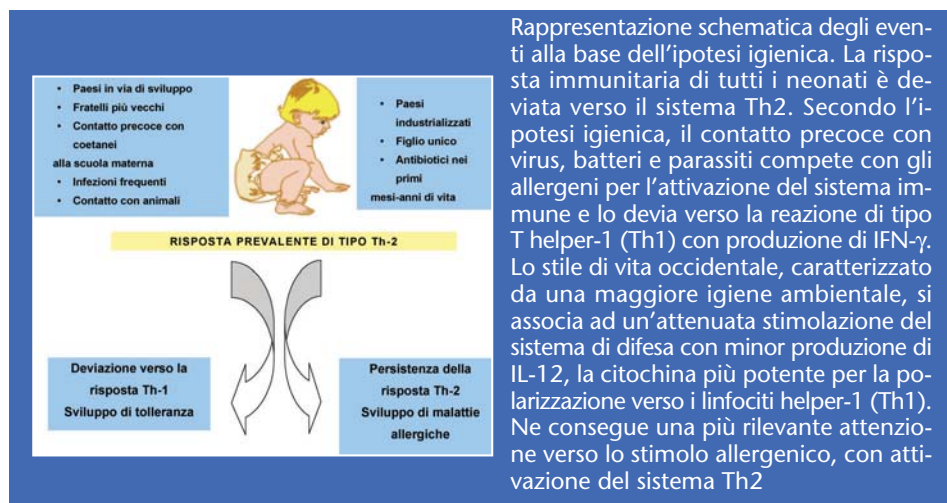 • Paesi in via di sviluppo
• Fratelli più vecchi
• Contatto precoce con
coetanei
alla scuola materna
• Infezioni frequenti
• Contatto con animali
• Paesi
industrializzati
• Figlio unico
• Antibiotici nei
primi
mesi-anni di vita
RISPOSTA PREVALENTE DI TIPO Th-2
Deviazione verso la
risposta Th-1
Sviluppo di tolleranza
Persistenza della
risposta Th-2
Sviluppo di malattie
allergiche
Rappresentazione schematica degli even-
ti alla base dell'ipotesi igienica. La rispo-
sta immunitaria di tutti i neonati è de-
viata verso il sistema Th2. Secondo l'i-
potesi igienica, il contatto precoce con
virus, batteri e parassiti compete con gli
allergeni per l'attivazione del sistema im-
mune e lo devia verso la reazione di tipo
T helper-1 (Th1) con produzione di IFN-γ.
Lo stile di vita occidentale, caratterizzato
da una maggiore igiene ambientale, si
associa ad un'attenuata stimolazione del
sistema di difesa con minor produzione di
IL-12, la citochina più potente per la po-
larizzazione verso i linfociti helper-1 (Th1).
Ne consegue una più rilevante attenzio-
ne verso lo stimolo allergenico, con atti-
vazione del sistema Th2